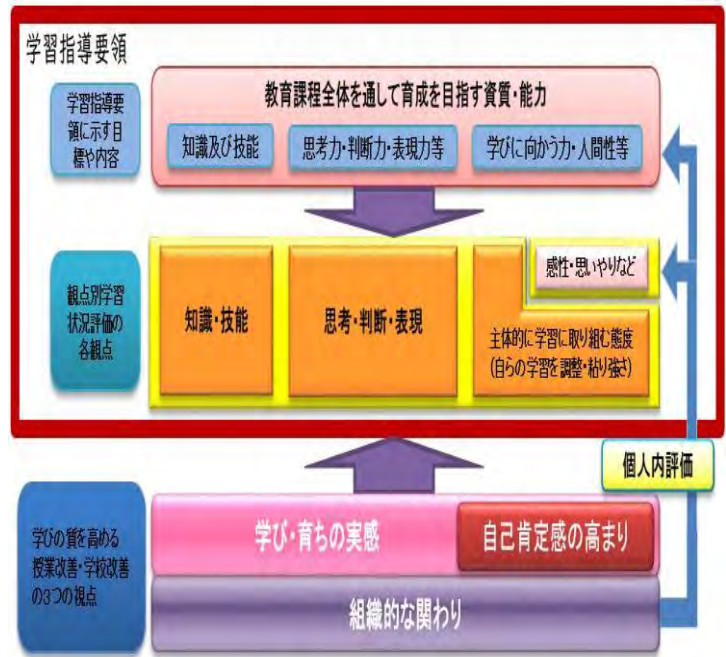 学習指導要領
学習指導要
領に示す目
標や内容
教育課程全体を通して育成を目指す資質・能力
知識及び技能
思考力・判断力・表現力等
学びに向かう力・人間性等
観点別学習
状況評価の
各観点
知識・技能
思考・判断・表現
感性・思いやりなど
主体的に学習に取り組む態度
(自らの学習を調整・粘り強さ)
個人内評価
学びの質を高める
授業改善・学校改善
の3つの視点
学び・育ちの実感
自己肯定感の高まり
組織的な関わり